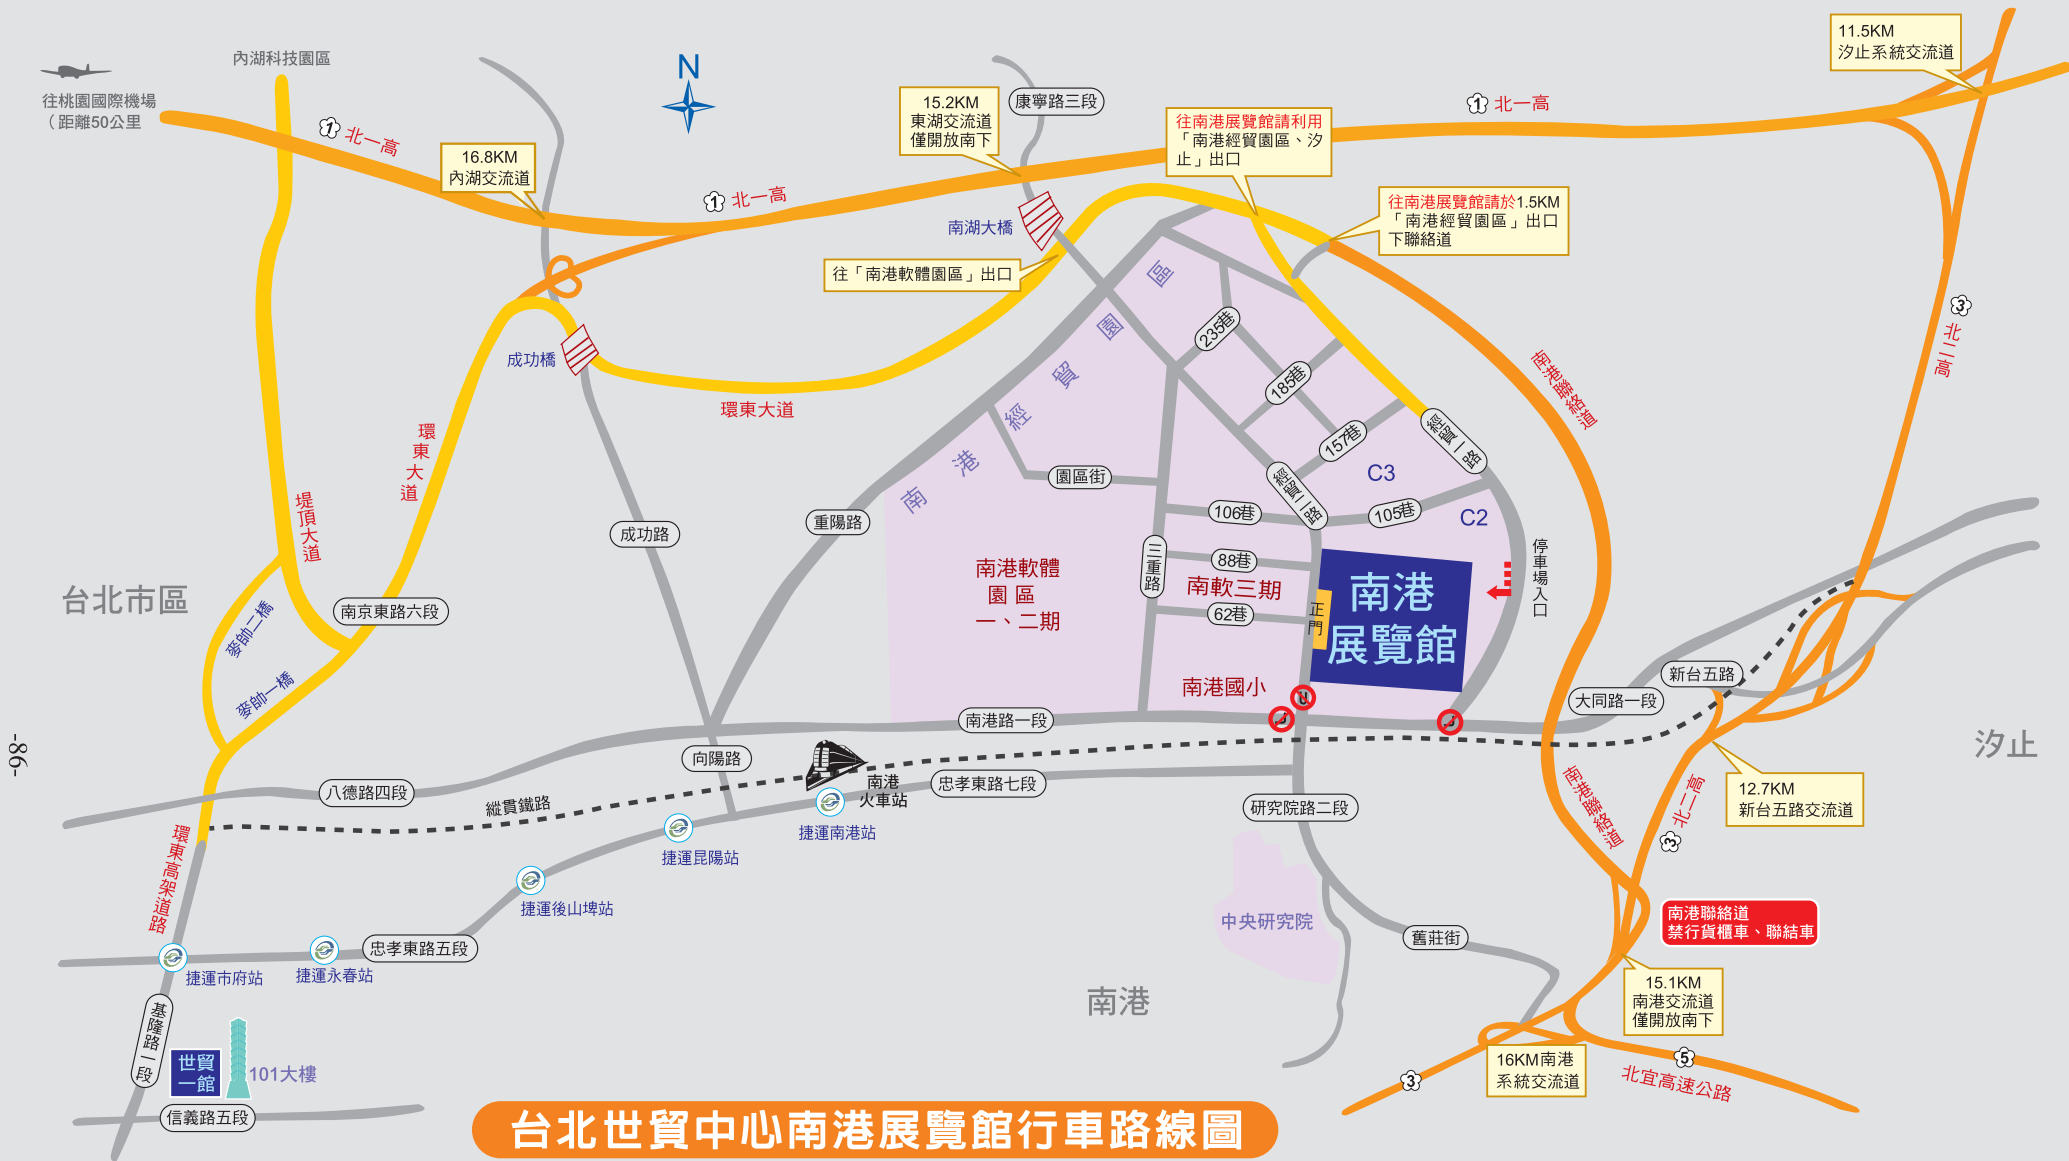 內湖科技園區
往桃園國際機場
（距離50公里
1
北一高
16.8KM
內湖交流道
N
15.2KM
東湖交流道
僅開放南下
康寧路三段
往南港展覽館請利用
「南港經貿園區、汐
止」出口
1
北一高
11.5KM
汐止系統交流道
1
北一高
南湖大橋
往南港展覽館請於1.5KM
「南港經貿園區」出口
下聯絡道
往「南港軟體園區」出口
成功橋
環東大道
環東大道
堤頂大道
南港經貿園區
235巷
185巷
157巷
經貿一路
經貿二路
C3
C2
105巷
106巷
88巷
62巷
園區街
三重路
重陽路
成功路
南港聯絡道
3
北二高
台北市區
麥帥二橋
麥帥一橋
南京東路六段
南港軟體
園區
一、二期
南軟三期
正門
南港
展覽館
停車場入口
南港國小
南港路一段
大同路一段
新台五路
汐止
12.7KM
新台五路交流道
向陽路
八德路四段
縱貫鐵路
南港
火車站
忠孝東路七段
捷運南港站
捷運昆陽站
捷運後山埤站
研究院路二段
南港聯絡道
北二高
3
環東高架道路
忠孝東路五段
捷運市府站
捷運永春站
中央研究院
舊莊街
南港聯絡道
禁行貨櫃車、聯結車
15.1KM
南港交流道
僅開放南下
南港
基隆路一段
世貿
一館
101大樓
信義路五段
16KM南港
系統交流道
3
5
北宜高速公路
台北世貿中心南港展覽館行車路線圖
-86-